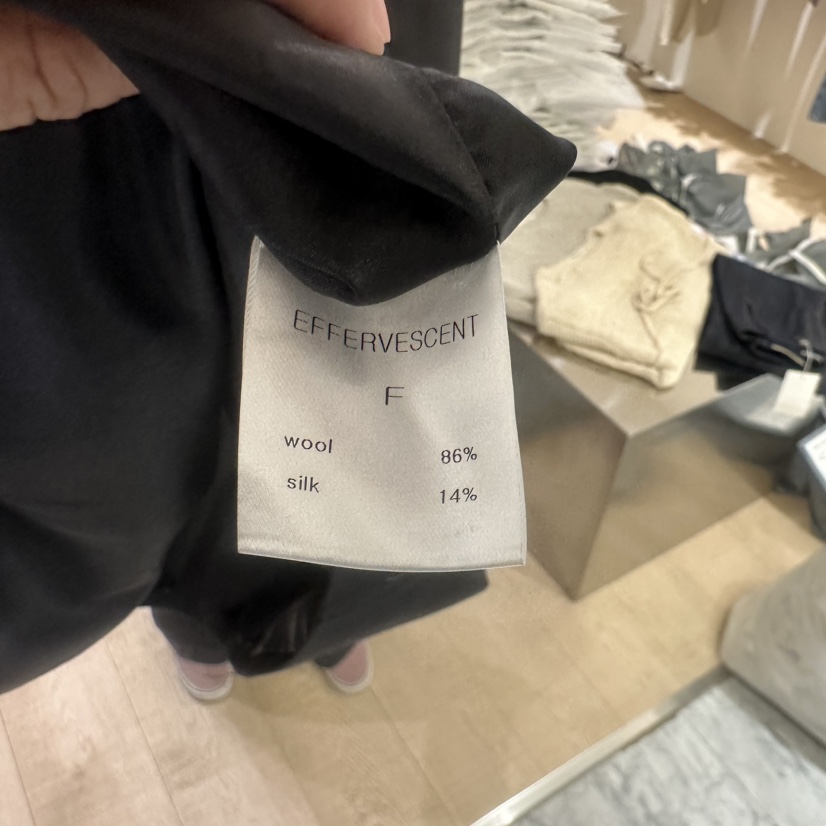 EFFERVESCENT
F
wool 86%
silk 14%